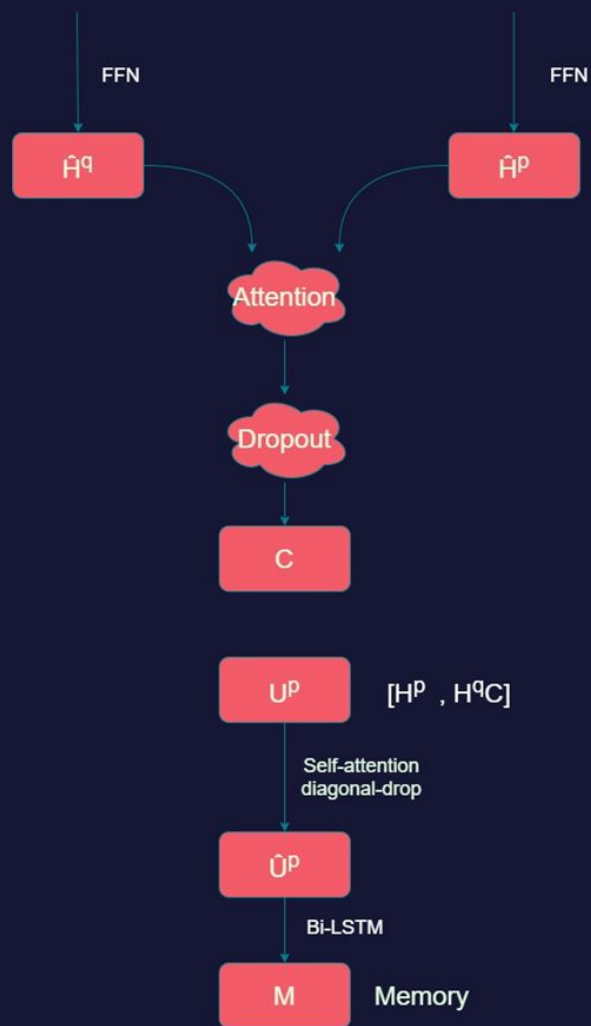 FFN
FFN
Ĥq
Ĥp
Attention
Dropout
C
Up
[Hp , HqC]
Self-attention
diagonal-drop
Ûp
Bi-LSTM
M
Memory